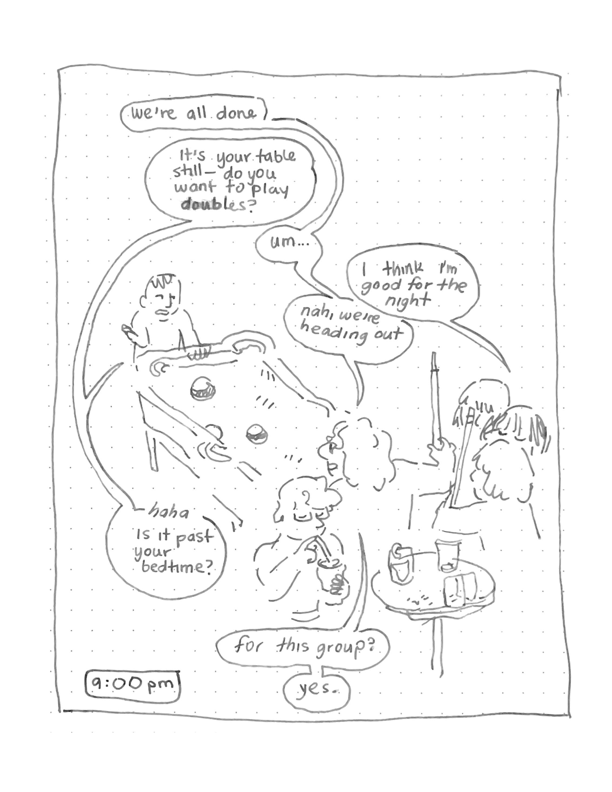 we're all done
It's your table
still— do you
want to play
doubles?
um...
I think I'm
good for the
night
nah, we're
heading out
haha
Is it past
your
bedtime?
for this group?
yes.
9:00 pm